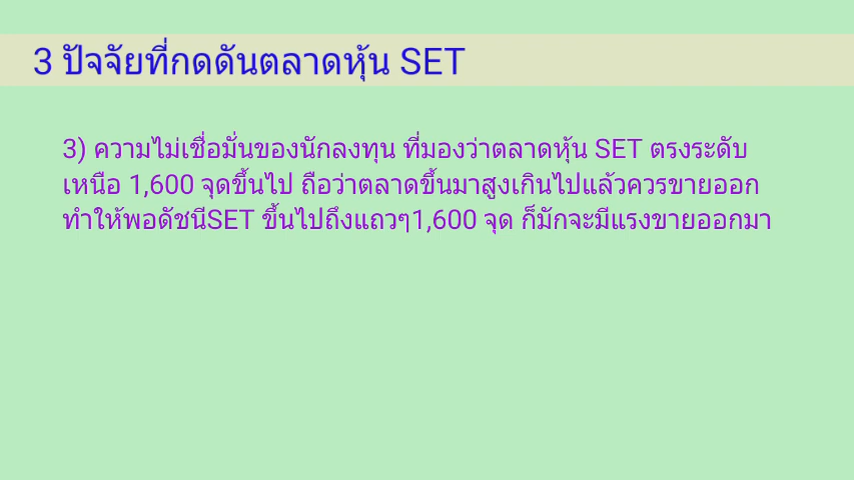 3 ปัจจัยที่กดดันตลาดหุ้น SET
3) ความไม่เชื่อมั่นของนักลงทุน ที่มองว่าตลาดหุ้น SET ตรงระดับ
เหนือ 1,600 จุดขึ้นไป ถือว่าตลาดขึ้นมาสูงเกินไปแล้วควรขายออก
ทำให้พอดัชนีSET ขึ้นไปถึงแถวๆ1,600 จุด ก็มักจะมีแรงขายออกมา